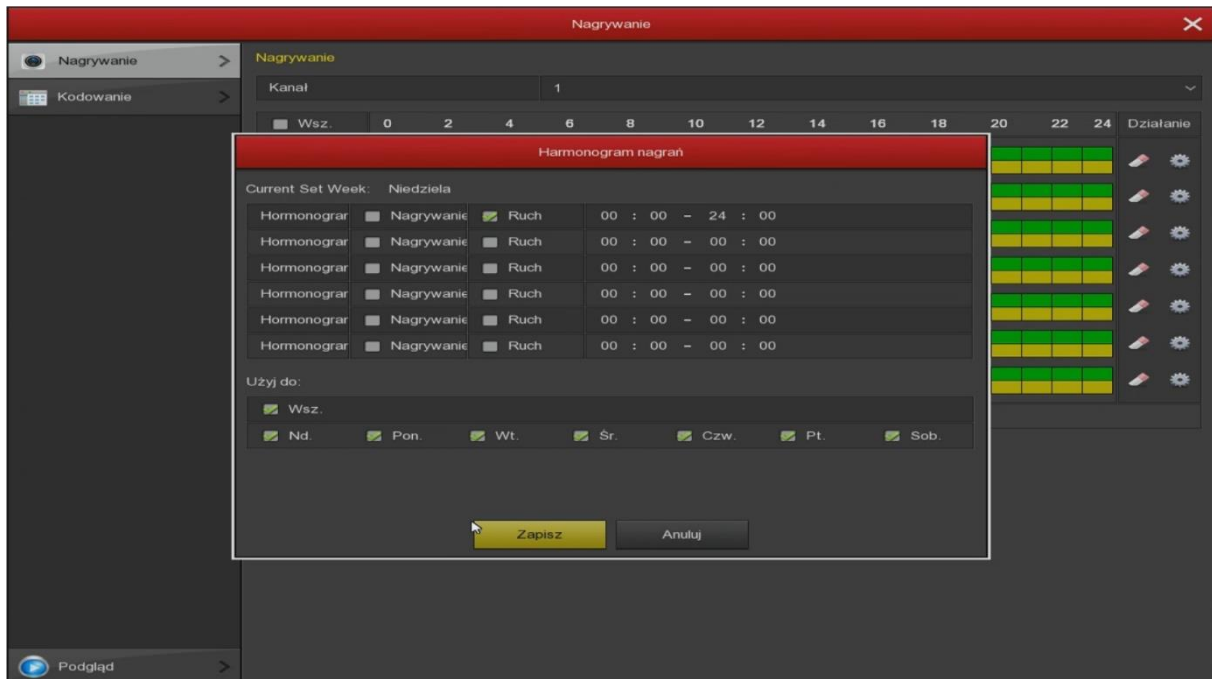 Nagrywanie
Nagrywanie
Kodowanie
Podgląd
Nagrywanie
Kanał 1
Wsz. 0 2 4 6 8 10 12 14 16 18 20 22 24 Działanie
Harmonogram nagrań
Current Set Week: Niedziela
Hormonograr Nagrywanie Ruch 00 : 00 – 24 : 00
Hormonograr Nagrywanie Ruch 00 : 00 – 00 : 00
Hormonograr Nagrywanie Ruch 00 : 00 – 00 : 00
Hormonograr Nagrywanie Ruch 00 : 00 – 00 : 00
Hormonograr Nagrywanie Ruch 00 : 00 – 00 : 00
Hormonograr Nagrywanie Ruch 00 : 00 – 00 : 00
Użyj do:
Wsz.
Nd. Pon. Wt. Śr. Czw. Pt. Sob.
Zapisz Anuluj